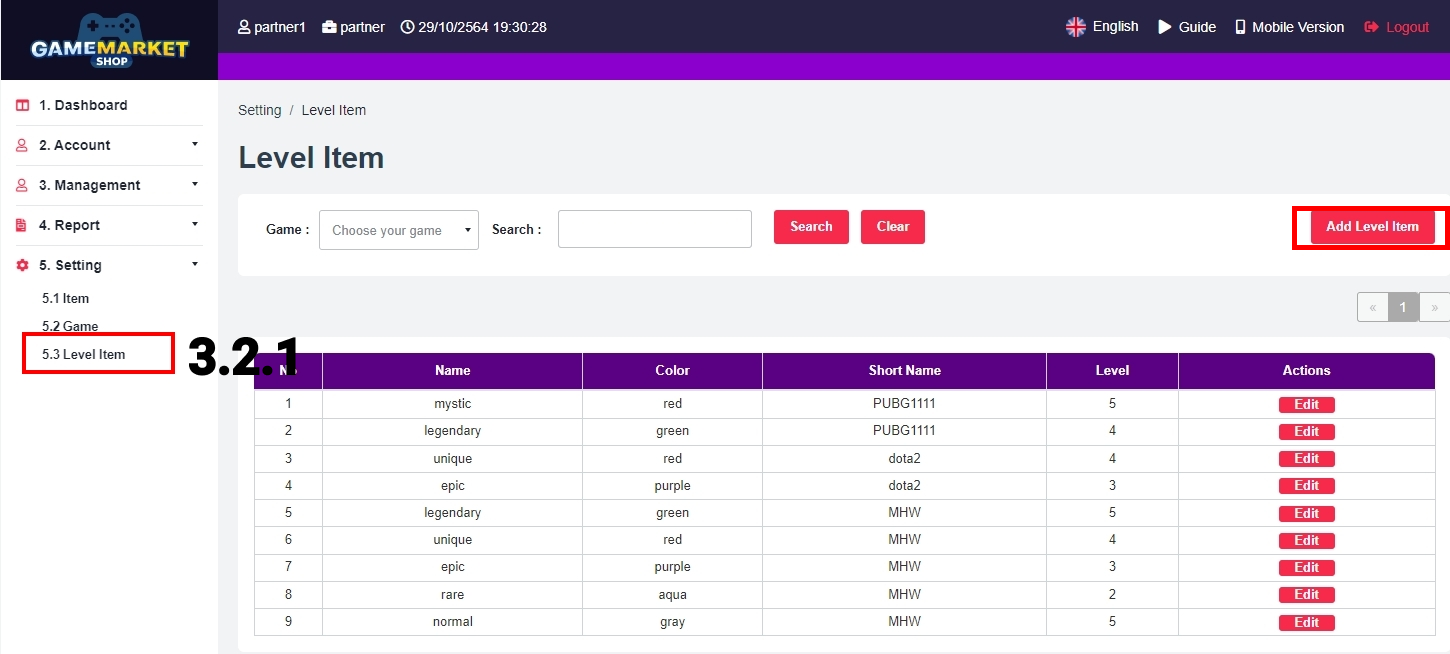 GAMEMARKET
SHOP
partner1 partner 29/10/2564 19:30:28 English Guide Mobile Version Logout
1. Dashboard
2. Account
3. Management
4. Report
5. Setting
5.1 Item
5.2 Game
5.3 Level Item
3.2.1
Setting / Level Item
Level Item
Game : Choose your game Search : Search Clear Add Level Item
« 1 »
Name Color Short Name Level Actions
1 mystic red PUBG1111 5 Edit
2 legendary green PUBG1111 4 Edit
3 unique red dota2 4 Edit
4 epic purple dota2 3 Edit
5 legendary green MHW 5 Edit
6 unique red MHW 4 Edit
7 epic purple MHW 3 Edit
8 rare aqua MHW 2 Edit
9 normal gray MHW 5 Edit